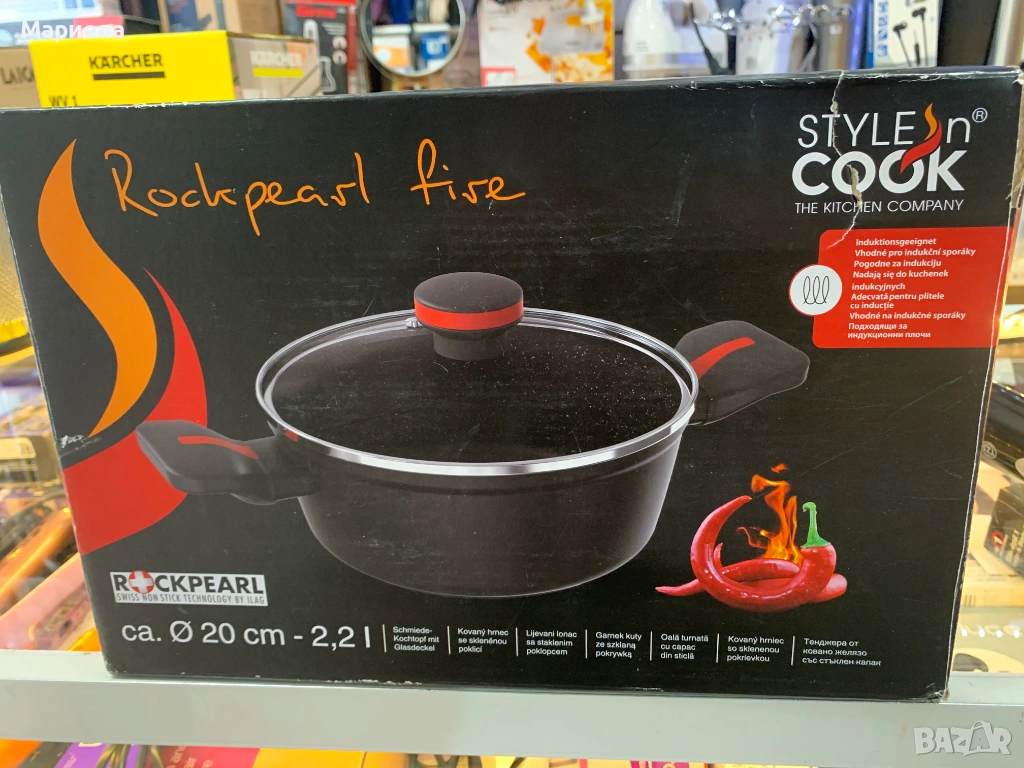 Мариела
KÄRCHER
WV 1
KÄRCHER
Rockpearl fire
STYLE'n®
COOK
THE KITCHEN COMPANY
Induktionsgeeignet
Vhodné pro indukční sporáky
Pogodne za indukciju
Nadają się do kuchenek
indukcyjnych
Adecvată pentru plitele
cu inducție
Vhodné na indukčné sporáky
Подходящи за
индукционни плочи
ROCKPEARL
SWISS NON STICK TECHNOLOGY BY ILAG
ca. Ø 20 cm - 2,2 l
Schmiede-
Kochtopf mit
Glasdeckel
Kovaný hrnec
se skleněnou
poklicí
Lijevani lonac
sa staklenim
poklopcem
Garnek kuty
ze szklaną
pokrywką
Oală turnată
cu capac
din sticlă
Kovaný hrniec
so sklenenou
pokrievkou
Тенджера от
ковано желязо
със стъклен капак
BAZAR